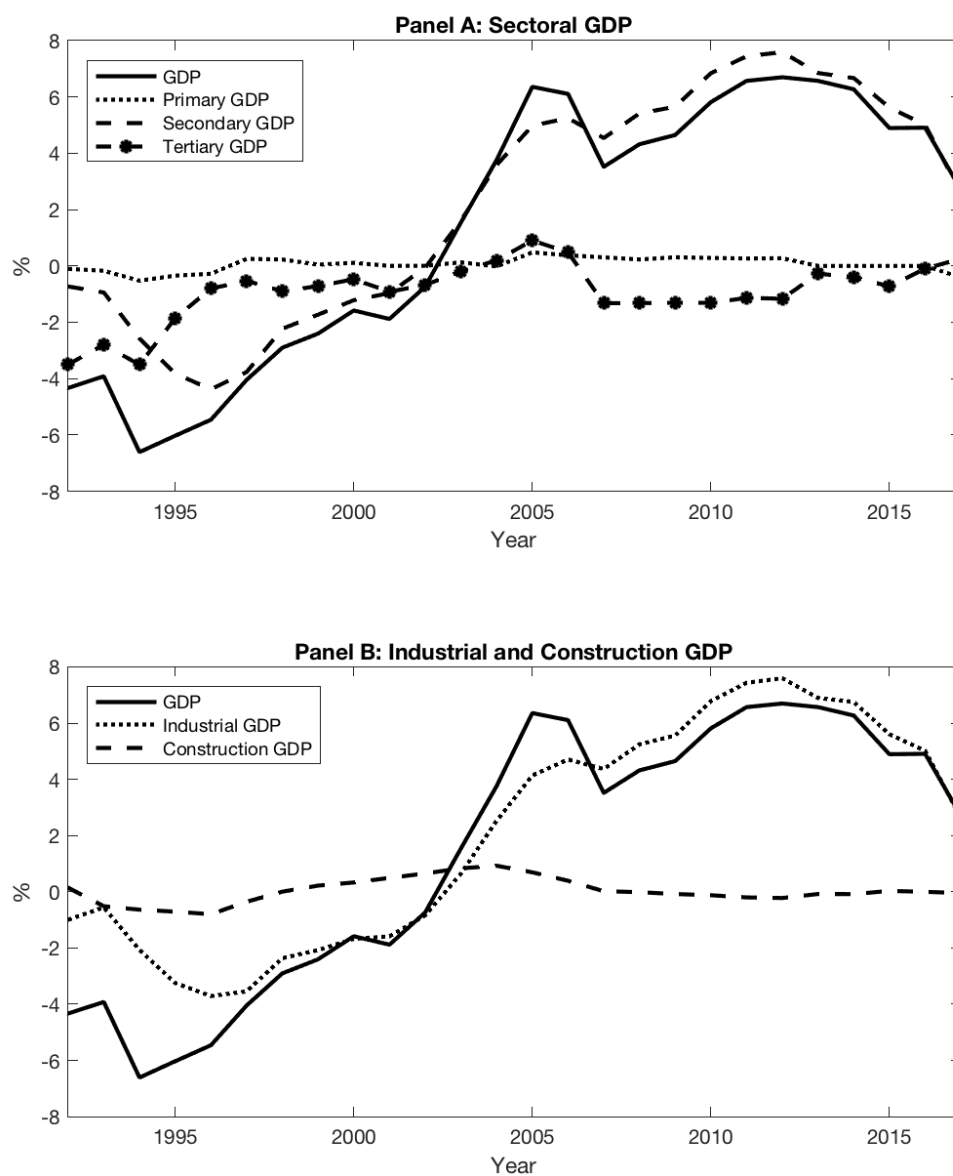 Panel A: Sectoral GDP
8
6
4
2
0
-2
-4
-6
-8
%
GDP
Primary GDP
Secondary GDP
Tertiary GDP
1995 2000 2005 2010 2015
Year
Panel B: Industrial and Construction GDP
8
6
4
2
0
-2
-4
-6
-8
%
GDP
Industrial GDP
Construction GDP
1995 2000 2005 2010 2015
Year